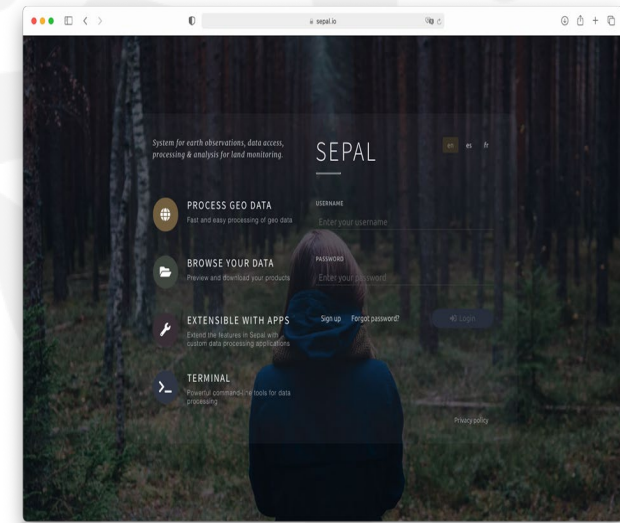 sepal.io
System for earth observations, data access,
processing & analysis for land monitoring.
SEPAL
en es fr
PROCESS GEO DATA
Fast and easy processing of geo data
USERNAME
Enter your username
BROWSE YOUR DATA
Preview and download your products
PASSWORD
Enter your password
EXTENSIBLE WITH APPS
Extend the features in Sepal with
custom data processing applications
Sign up Forgot password? Login
TERMINAL
Powerful command-line tools for data
processing
Privacy policy